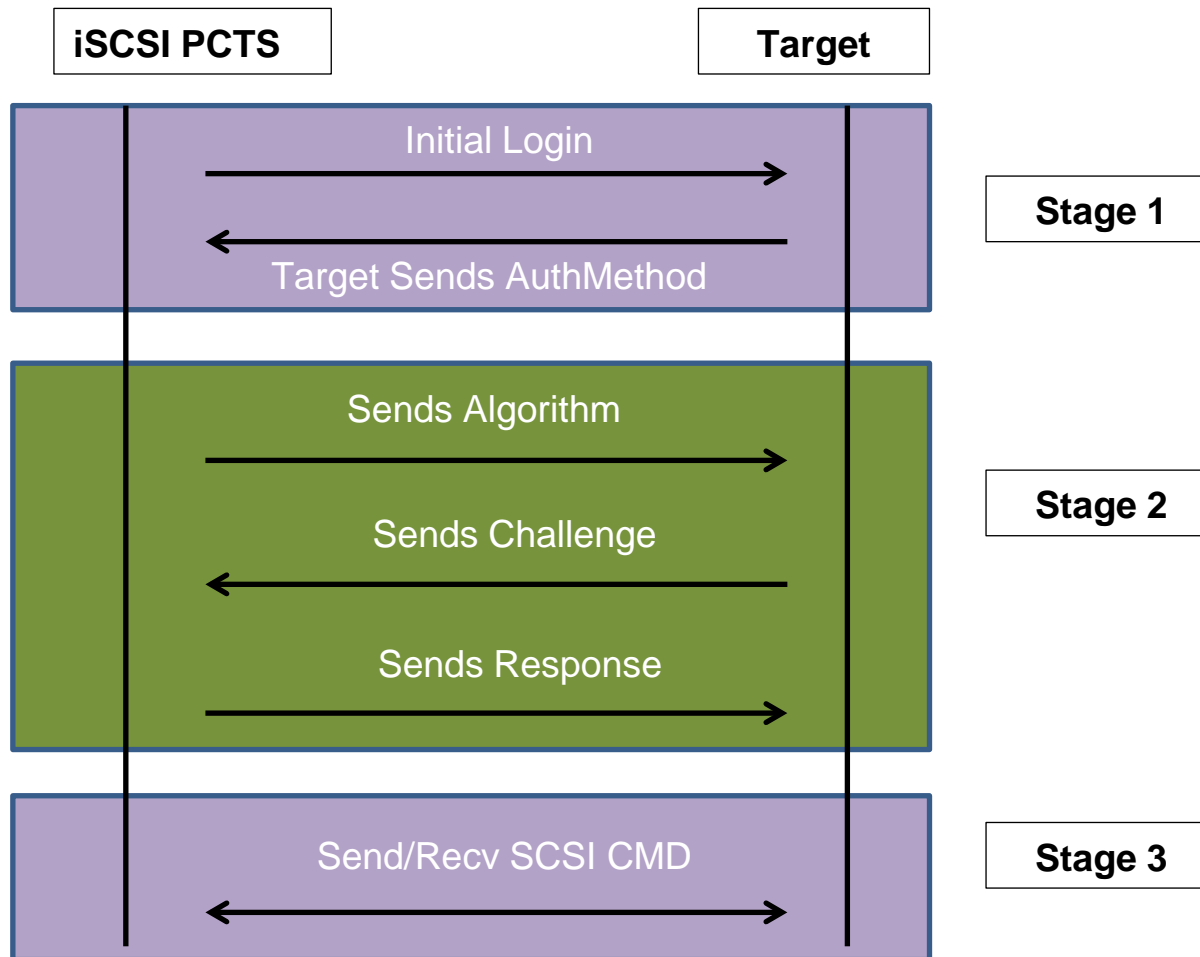 iSCSI PCTS
Target
Initial Login
Stage 1
Target Sends AuthMethod
Sends Algorithm
Stage 2
Sends Challenge
Sends Response
Send/Recv SCSI CMD
Stage 3